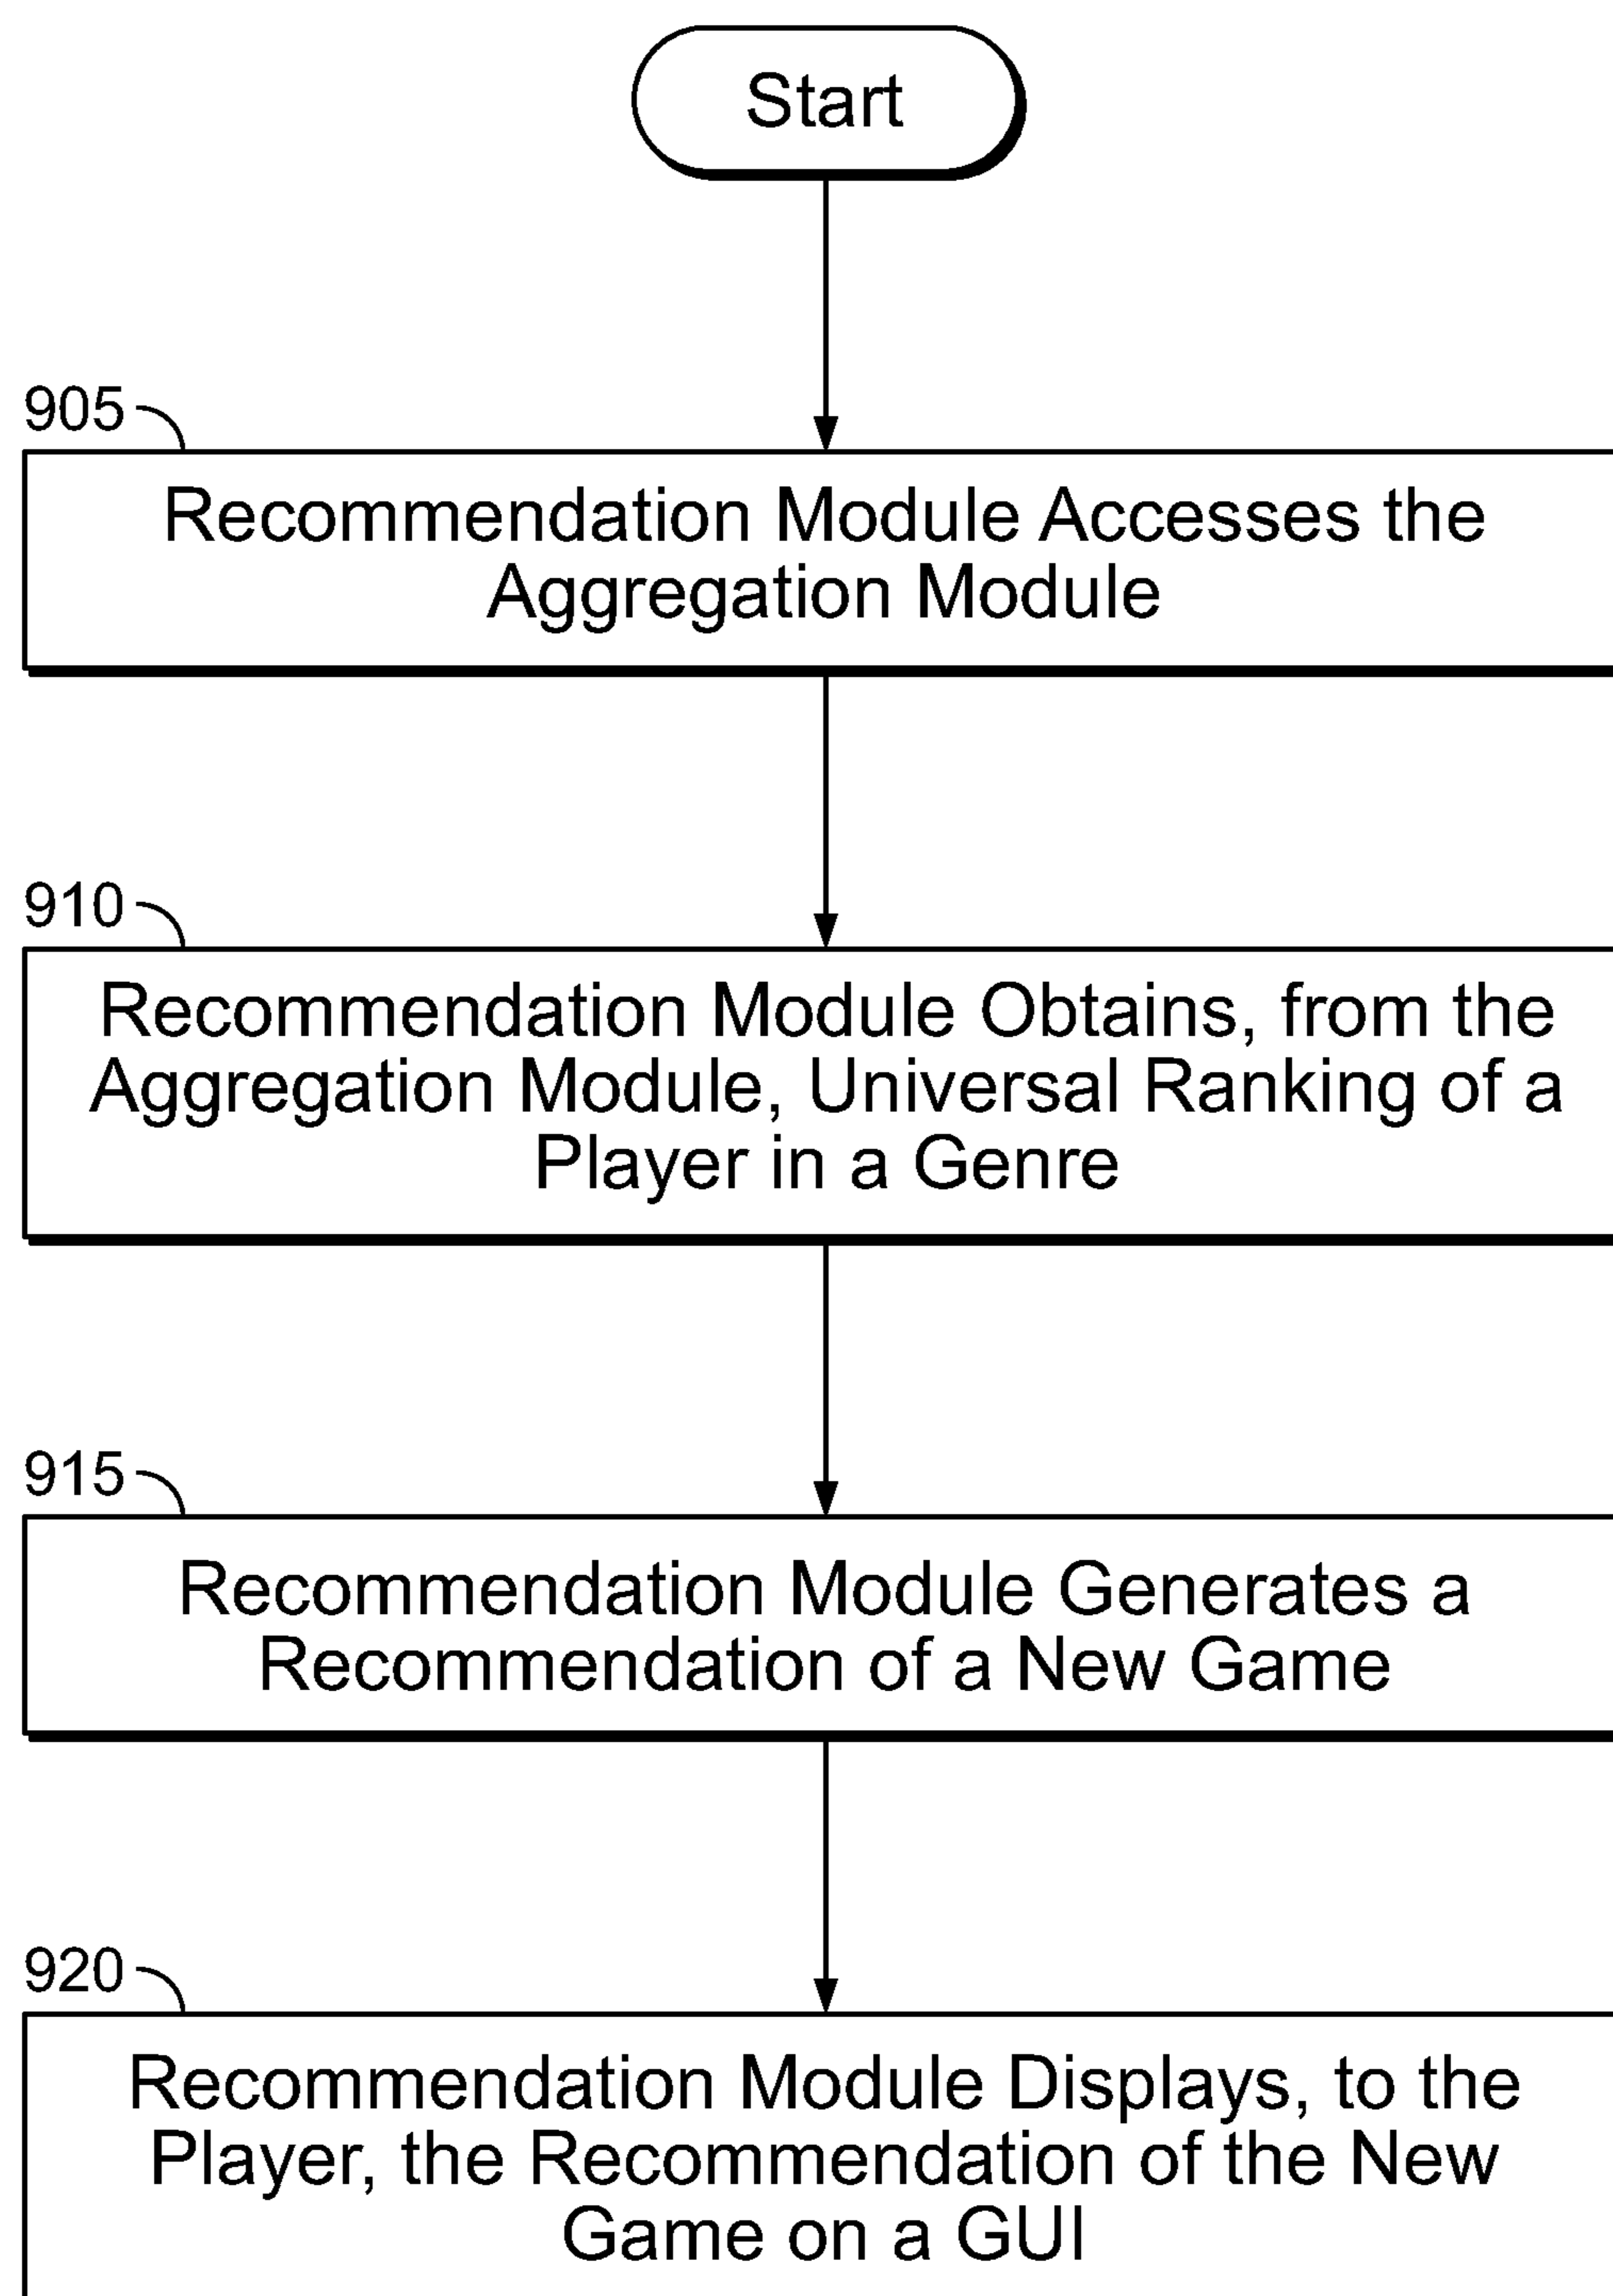 Start
905
Recommendation Module Accesses the
Aggregation Module
910
Recommendation Module Obtains, from the
Aggregation Module, Universal Ranking of a
Player in a Genre
915
Recommendation Module Generates a
Recommendation of a New Game
920
Recommendation Module Displays, to the
Player, the Recommendation of the New
Game on a GUI